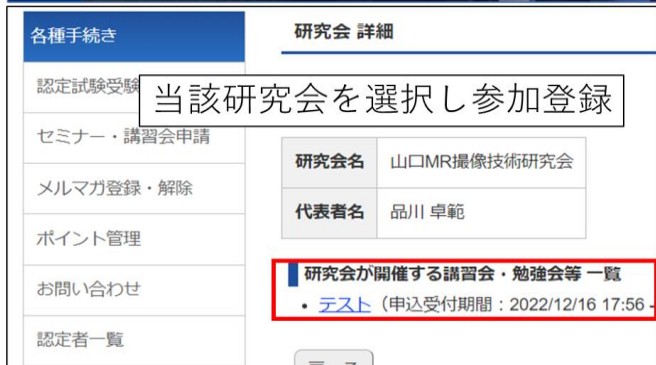 各種手続き
研究会 詳細
認定試験受験
当該研究会を選択し参加登録
セミナー・講習会申請
メルマガ登録・解除
ポイント管理
お問い合わせ
認定者一覧
研究会名 山口MR撮像技術研究会
代表者名 品川 卓範
研究会が開催する講習会・勉強会等 一覧
• テスト（申込受付期間：2022/12/16 17:56 -